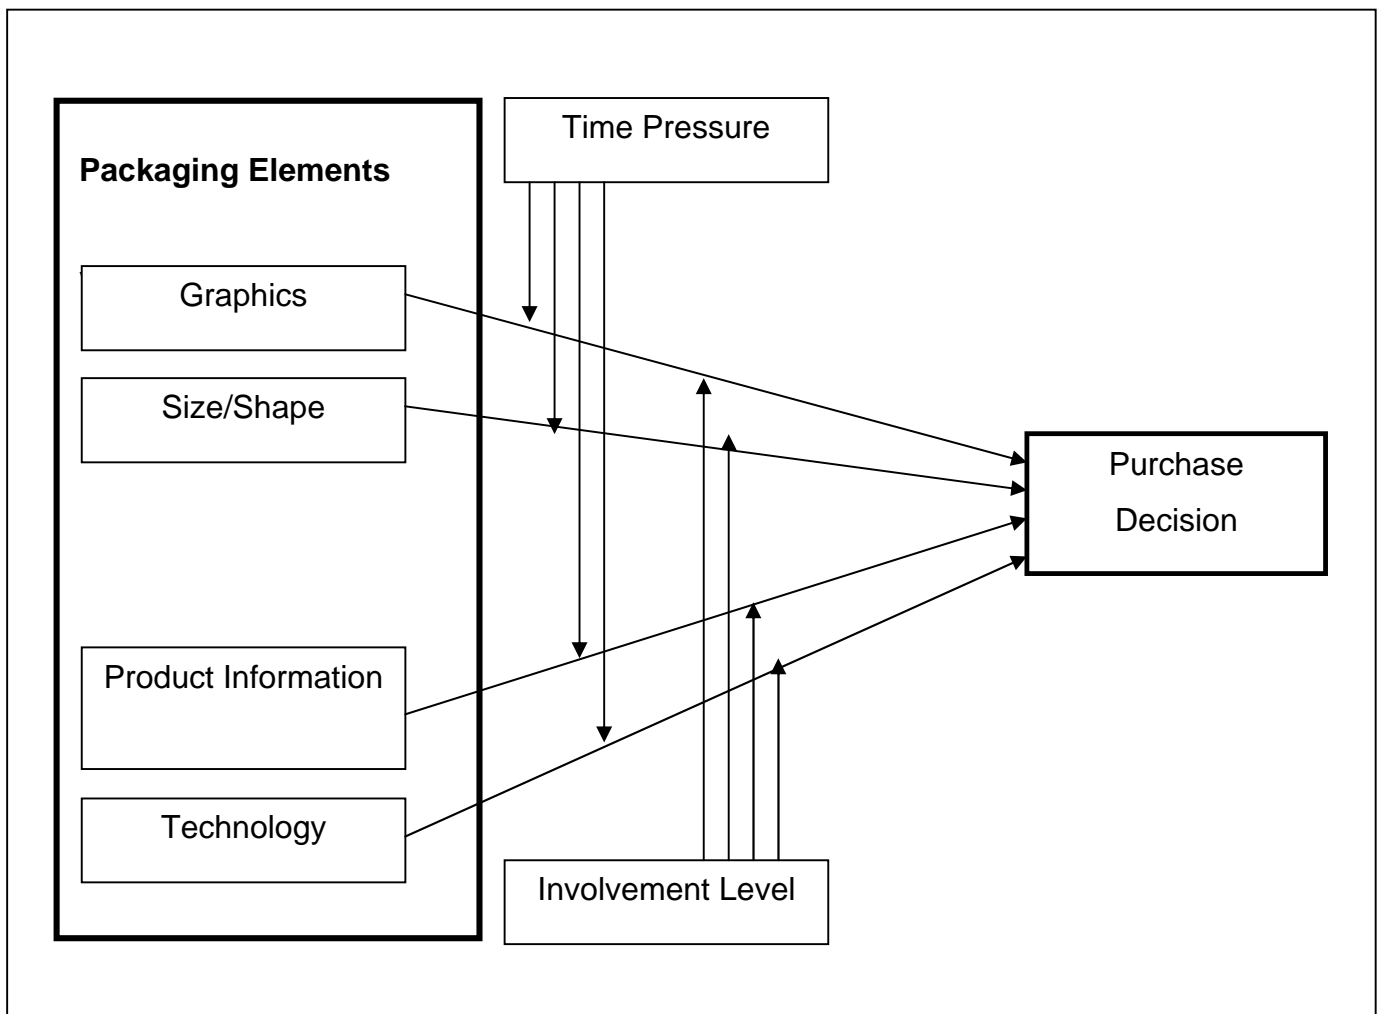 Time Pressure
Packaging Elements
Graphics
Size/Shape
Purchase
Decision
Product Information
Technology
Involvement Level